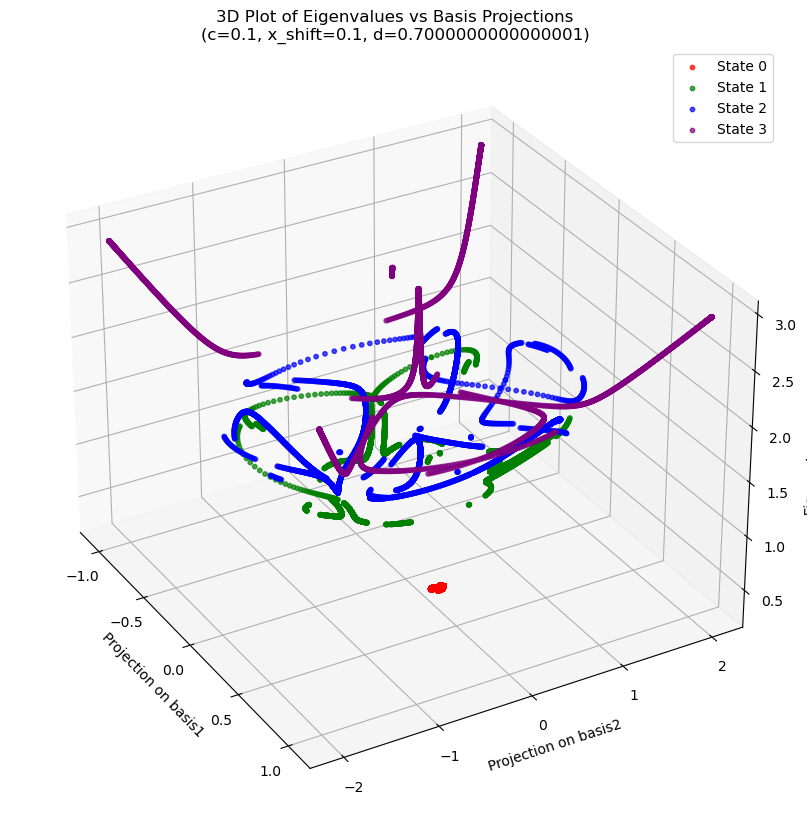 3D Plot of Eigenvalues vs Basis Projections
(c=0.1, x_shift=0.1, d=0.7000000000000001)
State 0
State 1
State 2
State 3
3.0
2.5
2.0
1.5
1.0
0.5
−1.0
−0.5
0.0
0.5
1.0
Projection on basis1
−2
−1
0
1
2
Projection on basis2